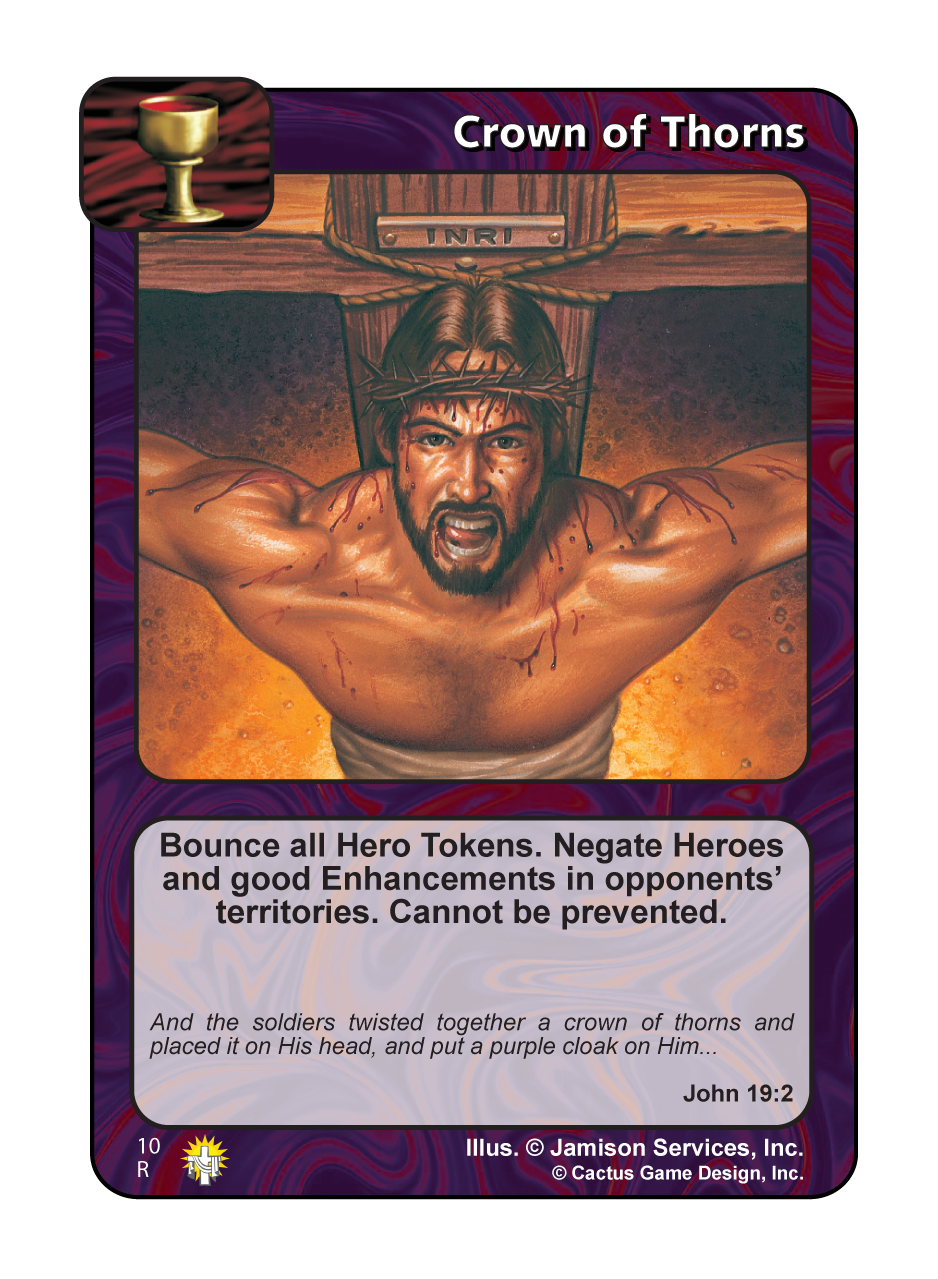 Crown of Thorns
INRI
Bounce all Hero Tokens. Negate Heroes
and good Enhancements in opponents’
territories. Cannot be prevented.
And the soldiers twisted together a crown of thorns and
placed it on His head, and put a purple cloak on Him...
John 19:2
10
R
Illus. © Jamison Services, Inc.
© Cactus Game Design, Inc.